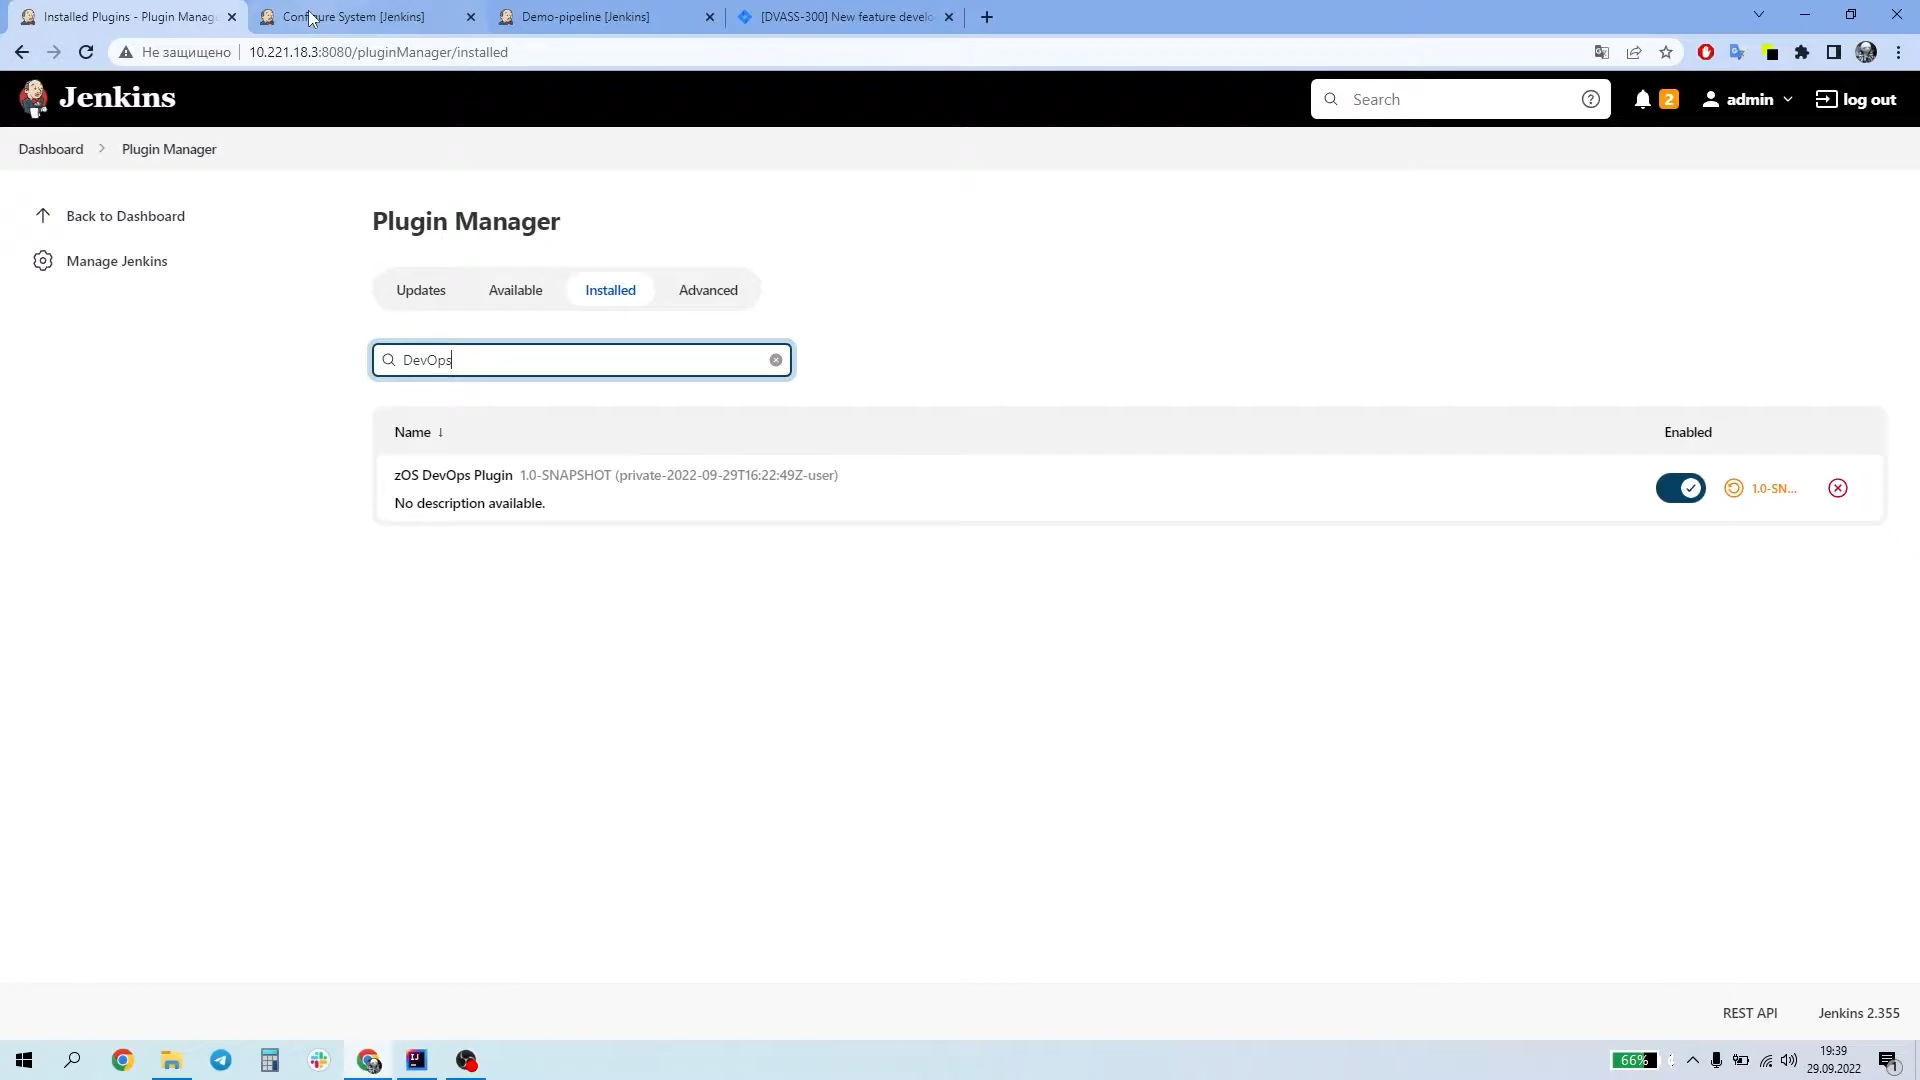 Installed Plugins - Plugin Manag
Configure System [Jenkins]
Demo-pipeline [Jenkins]
[DVASS-300] New feature develo
Не защищено
10.221.18.3:8080/pluginManager/installed
Jenkins
Search
2
admin
log out
Dashboard
Plugin Manager
Back to Dashboard
Manage Jenkins
Plugin Manager
Updates
Available
Installed
Advanced
DevOps
Name ↓
Enabled
zOS DevOps Plugin 1.0-SNAPSHOT (private-2022-09-29T16:22:49Z-user)
No description available.
1.0-SN...
REST API
Jenkins 2.355
66%
19:39
29.09.2022
1